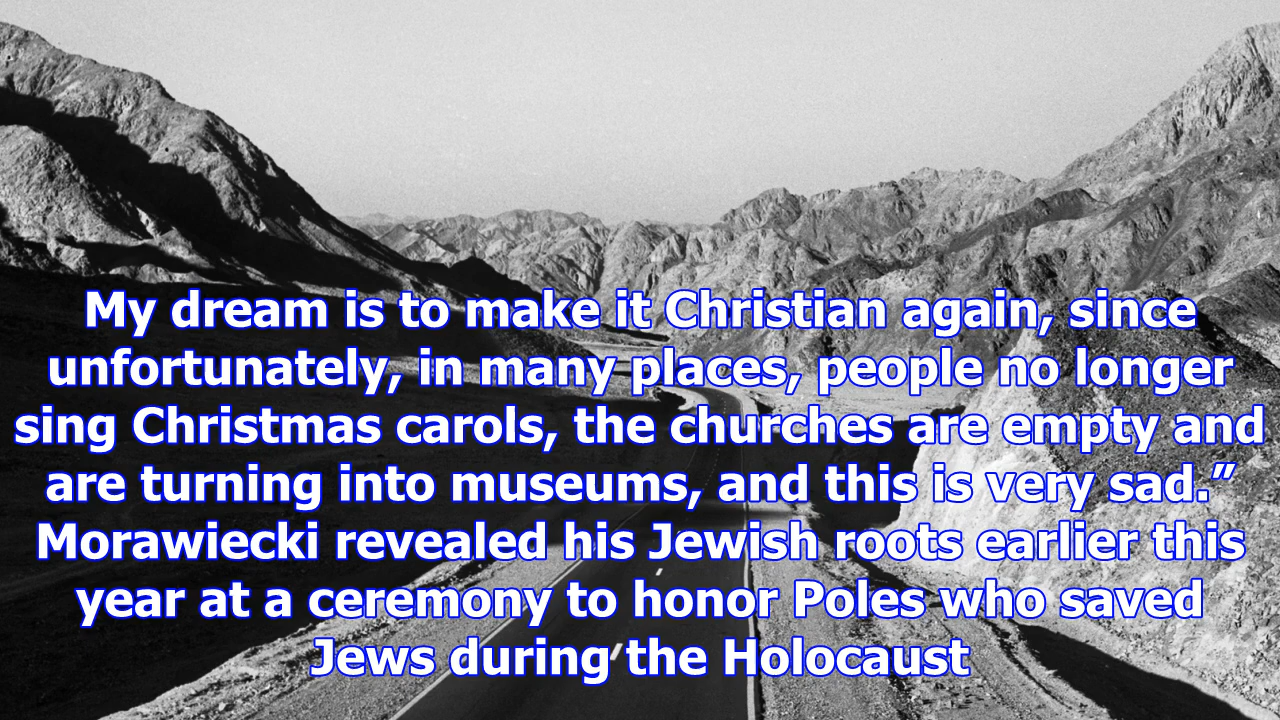 My dream is to make it Christian again, since
unfortunately, in many places, people no longer
sing Christmas carols, the churches are empty and
are turning into museums, and this is very sad.”
Morawiecki revealed his Jewish roots earlier this
year at a ceremony to honor Poles who saved
Jews during the Holocaust